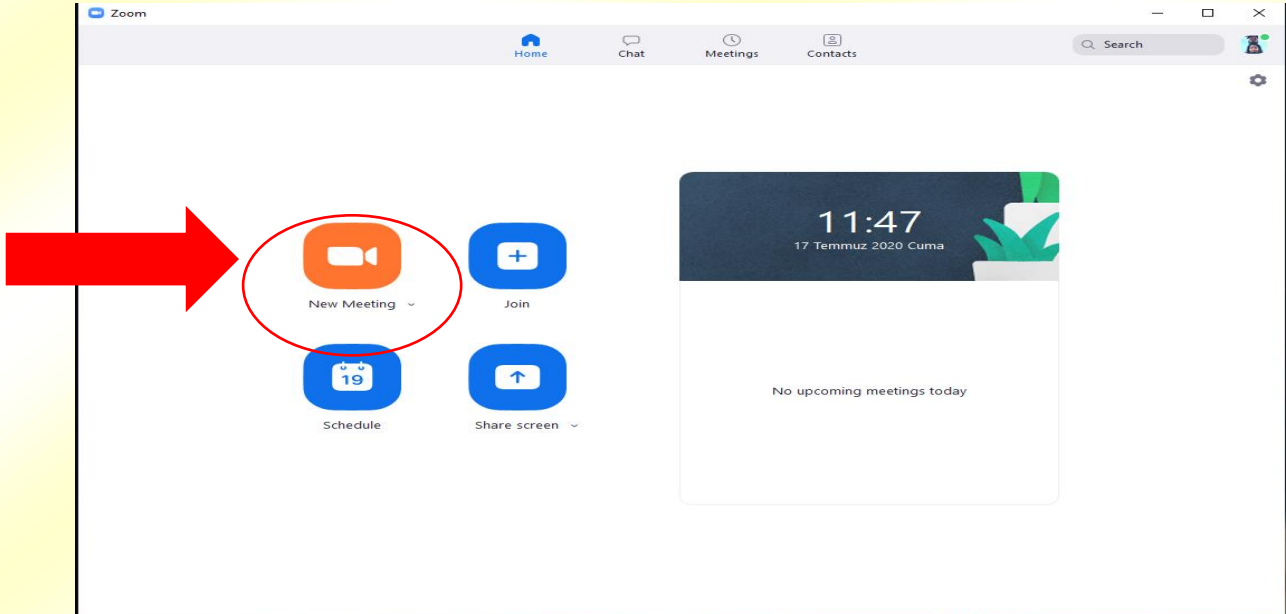 Zoom
Home Chat Meetings Contacts Search
11:47
17 Temmuz 2020 Cuma
New Meeting Join
19
Schedule Share screen
No upcoming meetings today